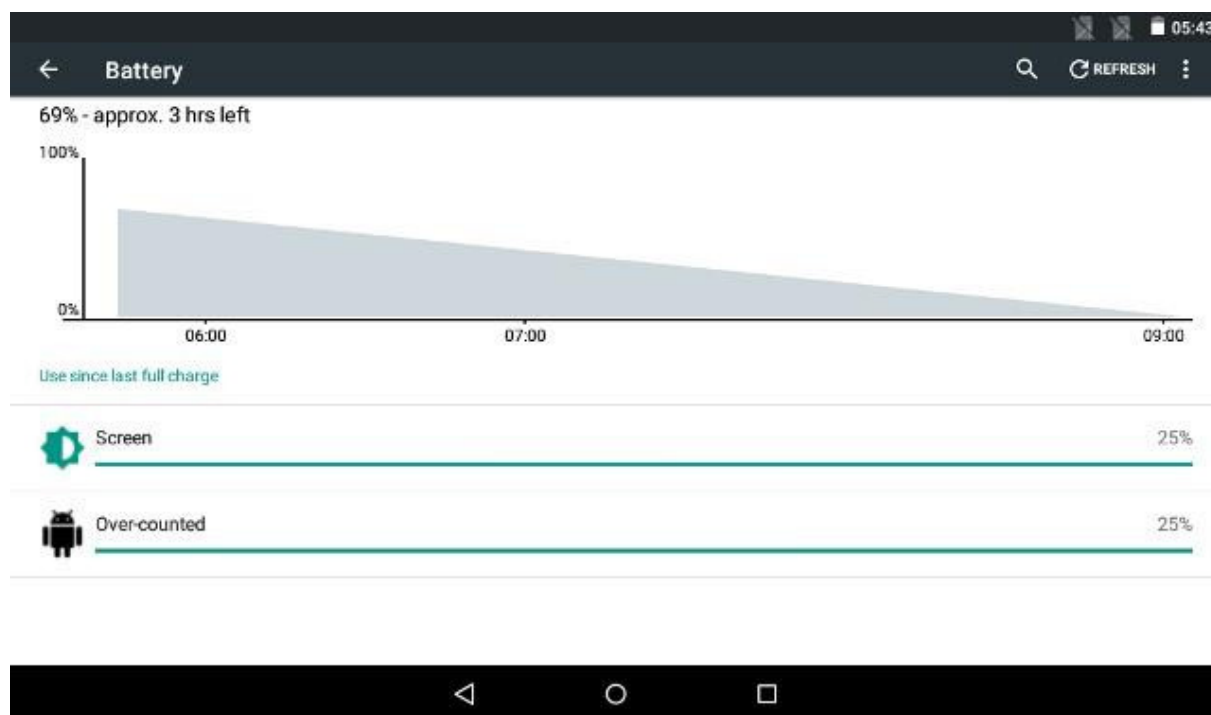 05:43
Battery REFRESH
69% - approx. 3 hrs left
100%
0%
06:00 07:00 09:00
Use since last full charge
Screen 25%
Over-counted 25%